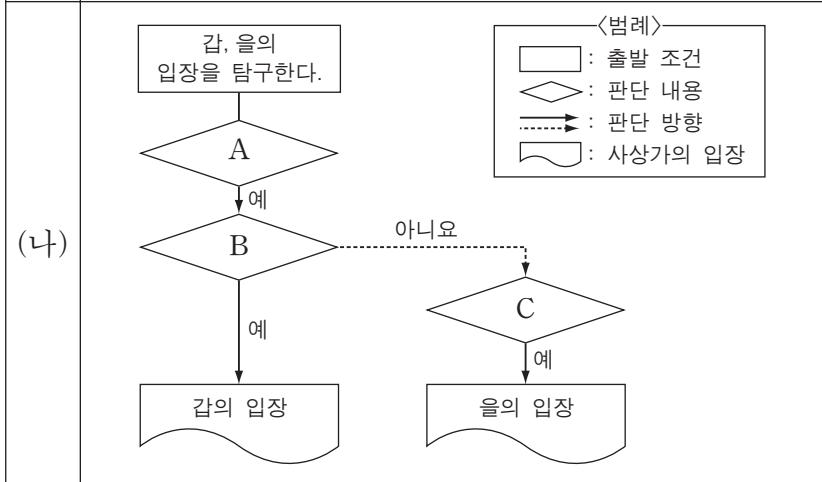 (나)
갑, 을의
입장을 탐구한다.
A
예
B
아니요
C
예
예
갑의 입장
을의 입장
〈범례〉
: 출발 조건
: 판단 내용
: 판단 방향
: 사상가의 입장